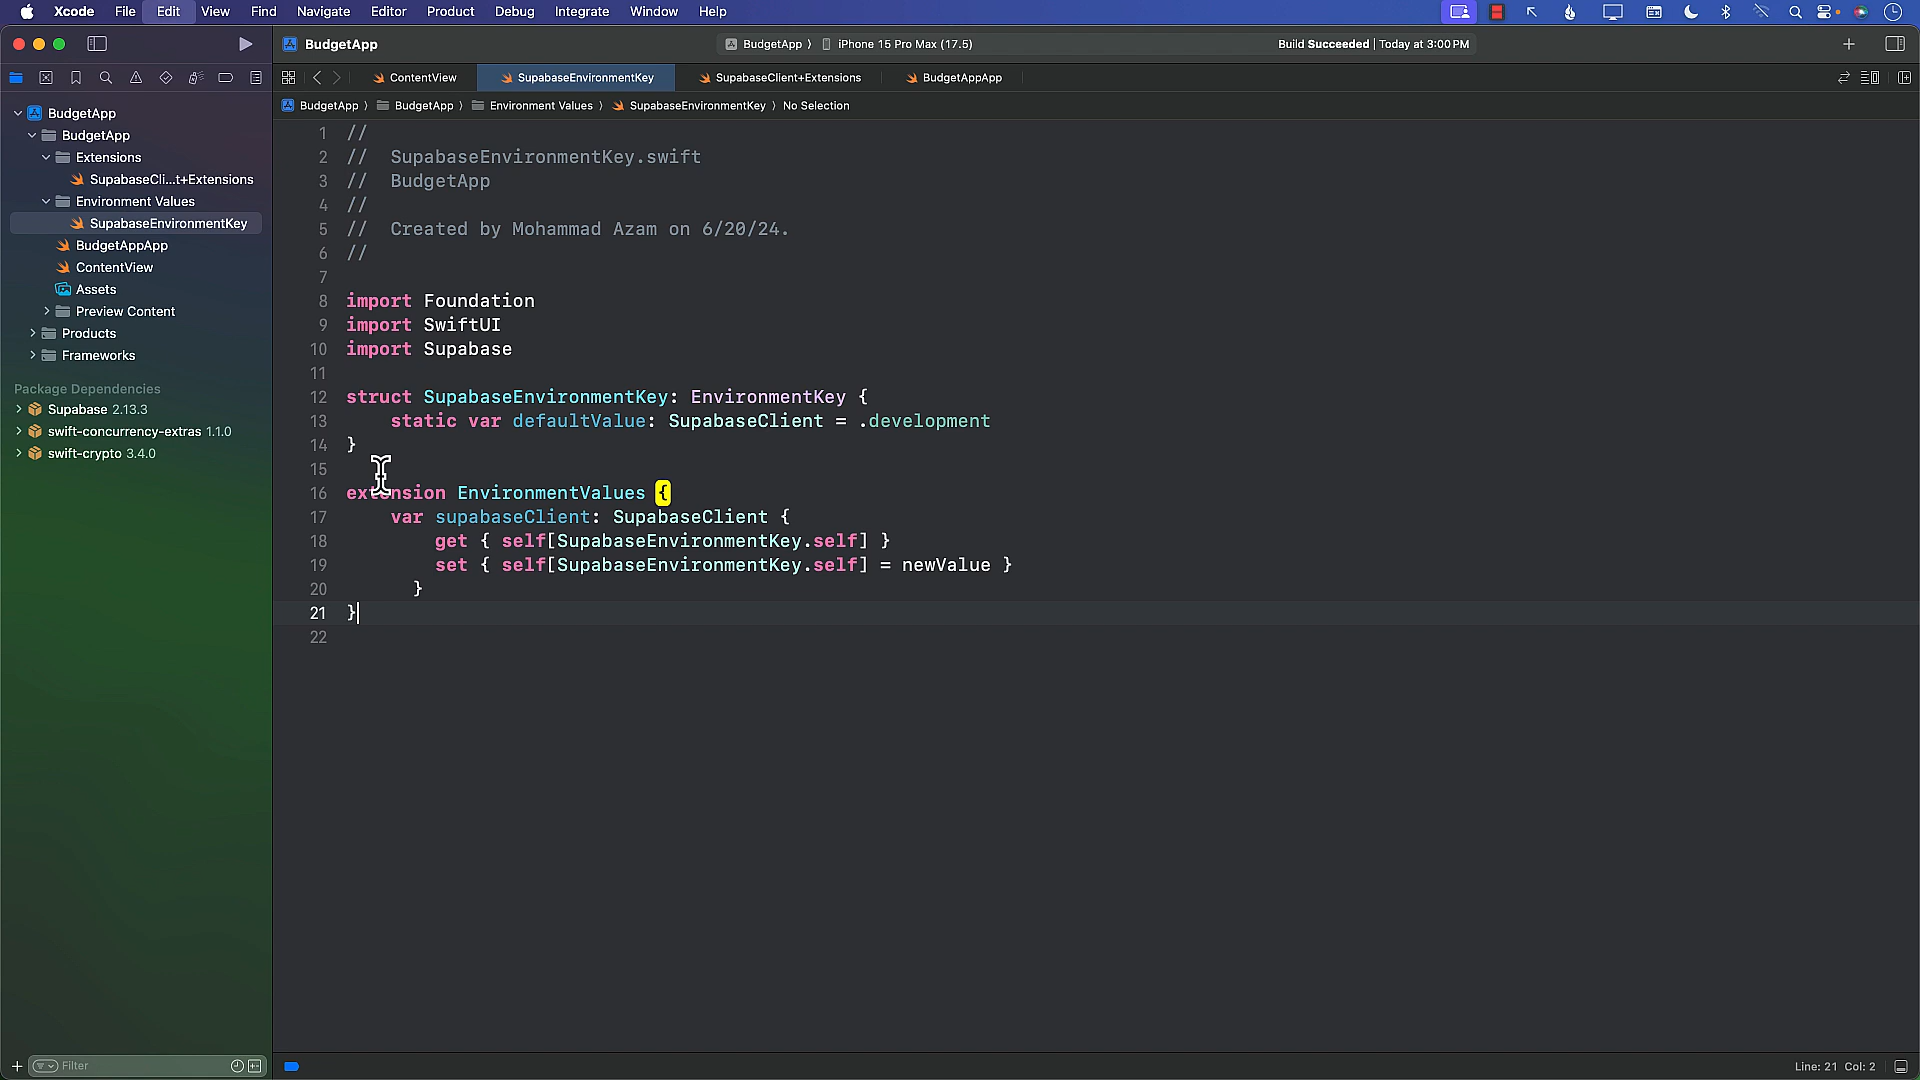 Xcode File Edit View Find Navigate Editor Product Debug Integrate Window Help
BudgetApp
BudgetApp ⟩ iPhone 15 Pro Max (17.5)
Build Succeeded | Today at 3:00 PM
ContentView SupabaseEnvironmentKey SupabaseClient+Extensions BudgetAppApp
BudgetApp ⟩ BudgetApp ⟩ Environment Values ⟩ SupabaseEnvironmentKey ⟩ No Selection
BudgetApp
BudgetApp
Extensions
SupabaseCli...t+Extensions
Environment Values
SupabaseEnvironmentKey
BudgetAppApp
ContentView
Assets
Preview Content
Products
Frameworks
Package Dependencies
Supabase 2.13.3
swift-concurrency-extras 1.1.0
swift-crypto 3.4.0
Filter
1 //
2 // SupabaseEnvironmentKey.swift
3 // BudgetApp
4 //
5 // Created by Mohammad Azam on 6/20/24.
6 //
7
8 import Foundation
9 import SwiftUI
10 import Supabase
11
12 struct SupabaseEnvironmentKey: EnvironmentKey {
13 static var defaultValue: SupabaseClient = .development
14 }
15
16 extension EnvironmentValues {
17 var supabaseClient: SupabaseClient {
18 get { self[SupabaseEnvironmentKey.self] }
19 set { self[SupabaseEnvironmentKey.self] = newValue }
20 }
21 }
22
Line: 21 Col: 2